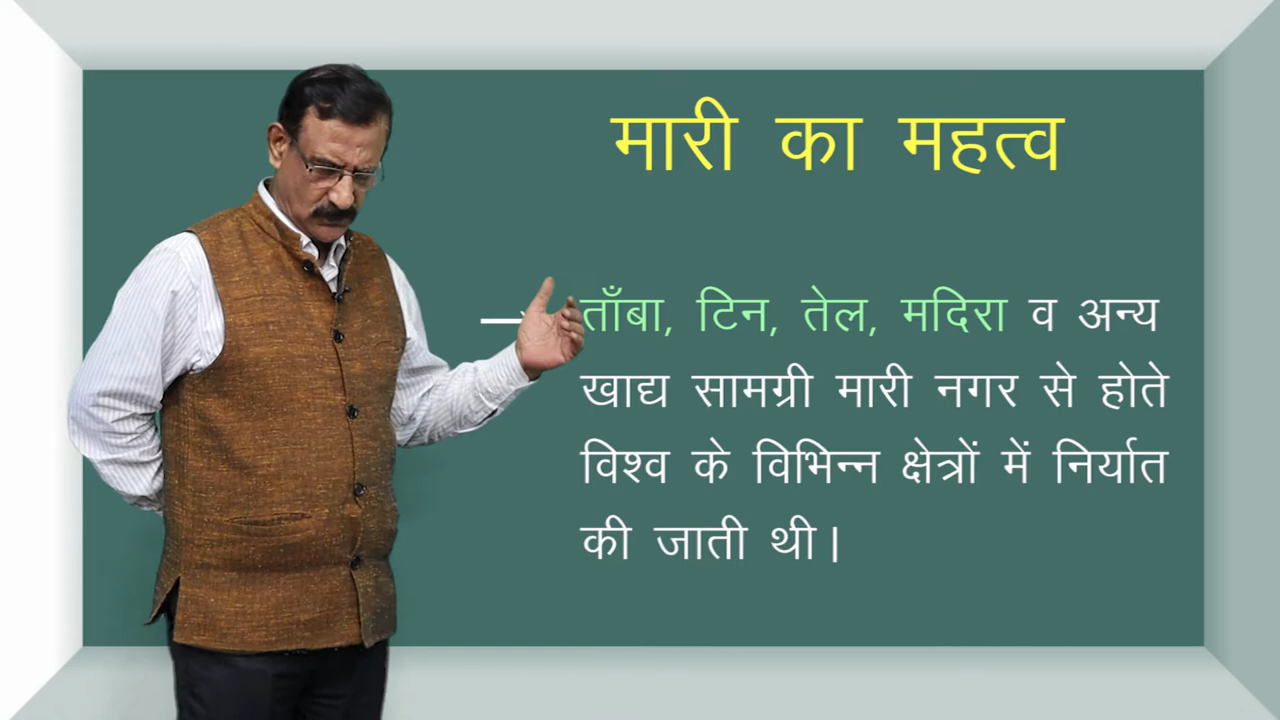 मारी का महत्व
ताँबा, टिन, तेल, मदिरा व अन्य
खाद्य सामग्री मारी नगर से होते
विश्व के विभिन्न क्षेत्रों में निर्यात
की जाती थी।